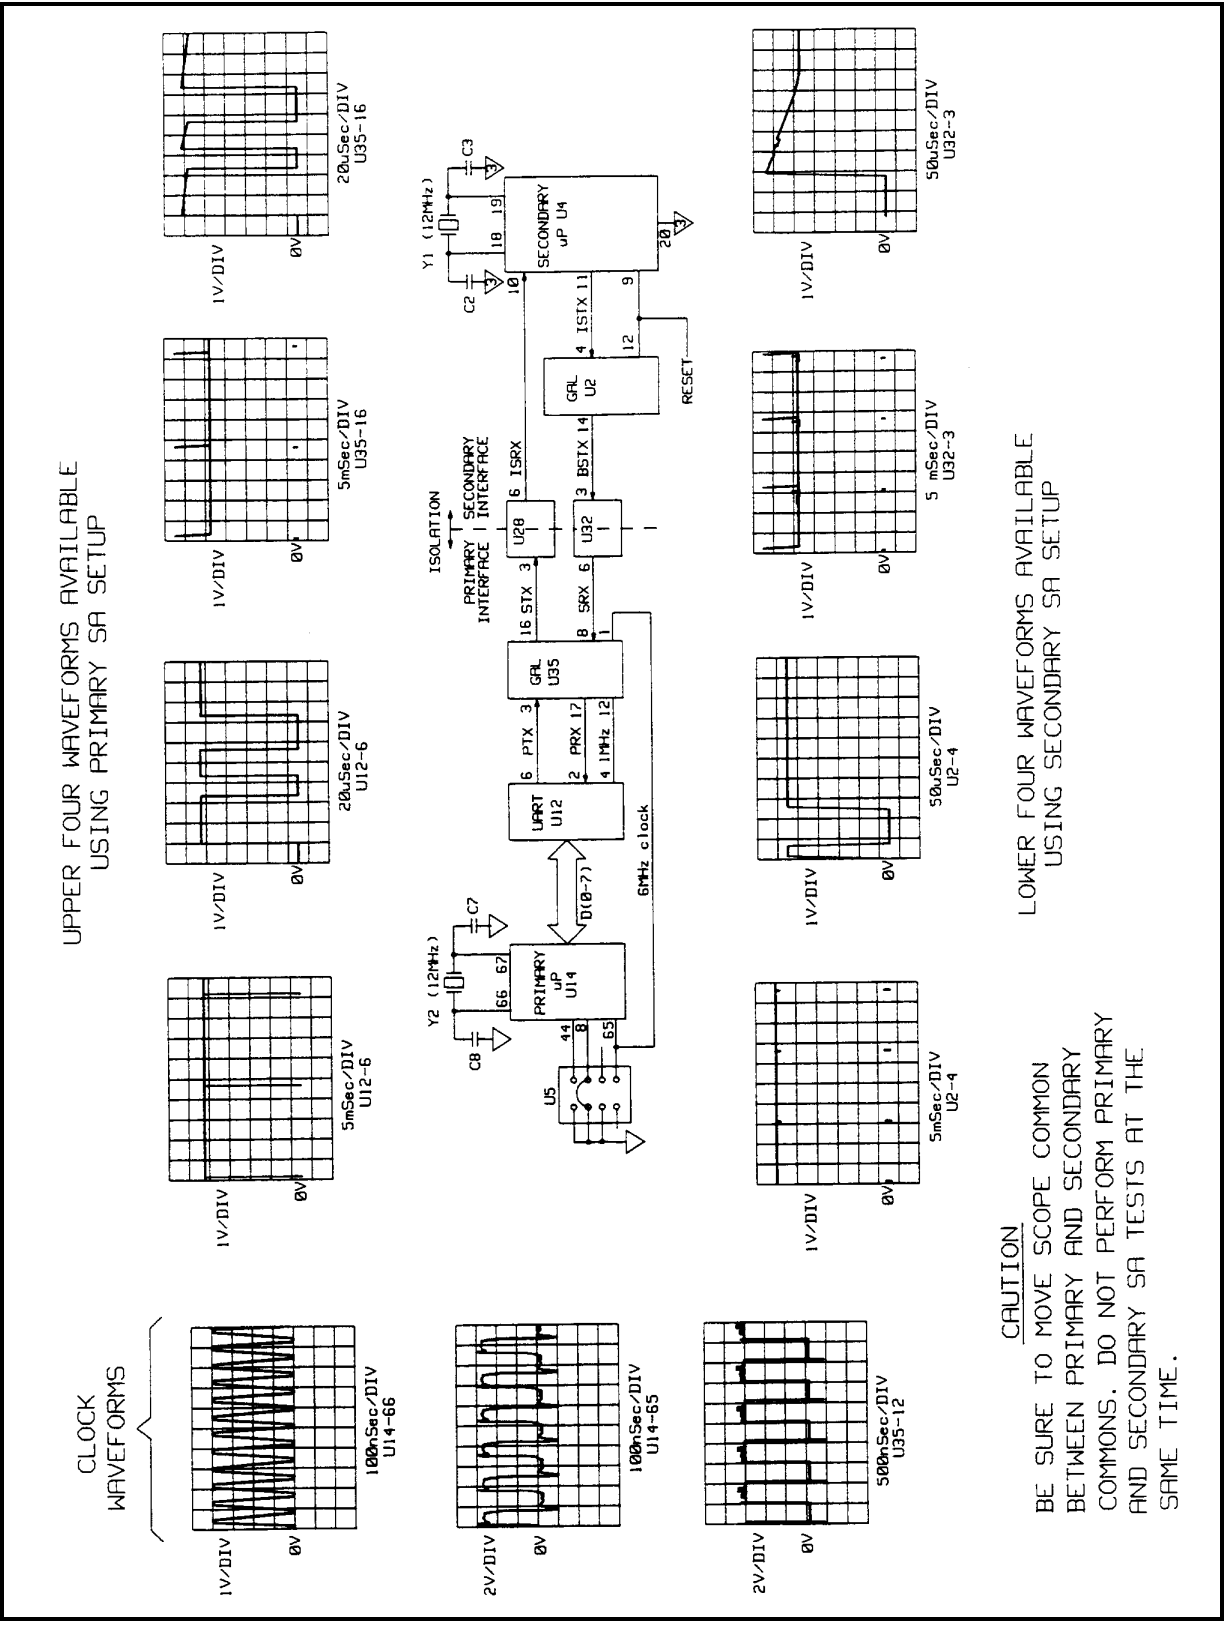 UPPER FOUR WAVEFORMS AVAILABLE
USING PRIMARY SA SETUP
CLOCK
WAVEFORMS
1V/DIV
0V
100nSec/DIV
U14-66
1V/DIV
0V
5mSec/DIV
U12-6
1V/DIV
0V
20uSec/DIV
U12-6
1V/DIV
0V
5mSec/DIV
U35-16
1V/DIV
0V
20uSec/DIV
U35-16
2V/DIV
0V
100nSec/DIV
U14-65
2V/DIV
0V
500nSec/DIV
U35-12
U5
44
8
65
C8
Y2 (12MHz)
C7
66
67
PRIMARY
uP
U14
D(0-7)
6MHz clock
UART
U12
6
PTX
3
2
PRX
17
4
1MHz
12
GAL
U35
16
STX
3
8
SRX
6
1
ISOLATION
PRIMARY
INTERFACE
SECONDARY
INTERFACE
U28
U32
6
ISRX
10
3
BSTX
14
GAL
U2
4
ISTX
11
12
9
RESET
C2
3
Y1 (12MHz)
C3
3
18
19
SECONDARY
uP U4
20
3
1V/DIV
0V
5mSec/DIV
U2-4
1V/DIV
0V
50uSec/DIV
U2-4
1V/DIV
0V
5 mSec/DIV
U32-3
1V/DIV
0V
50uSec/DIV
U32-3
LOWER FOUR WAVEFORMS AVAILABLE
USING SECONDARY SA SETUP
CAUTION
BE SURE TO MOVE SCOPE COMMON
BETWEEN PRIMARY AND SECONDARY
COMMONS. DO NOT PERFORM PRIMARY
AND SECONDARY SA TESTS AT THE
SAME TIME.